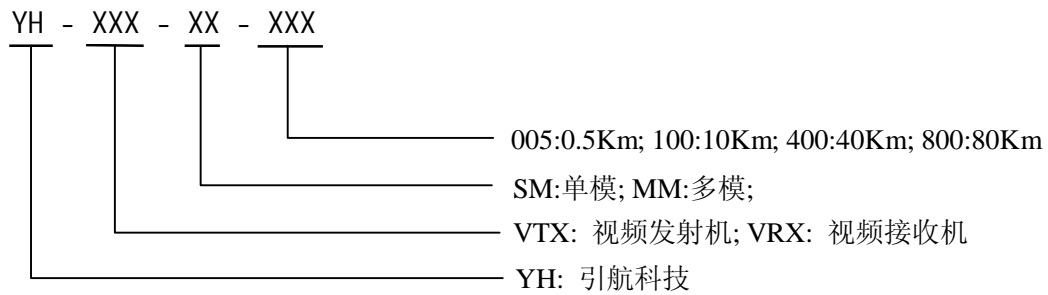 YH - XXX - XX - XXX
005:0.5Km; 100:10Km; 400:40Km; 800:80Km
SM:单模; MM:多模;
VTX: 视频发射机; VRX: 视频接收机
YH: 引航科技